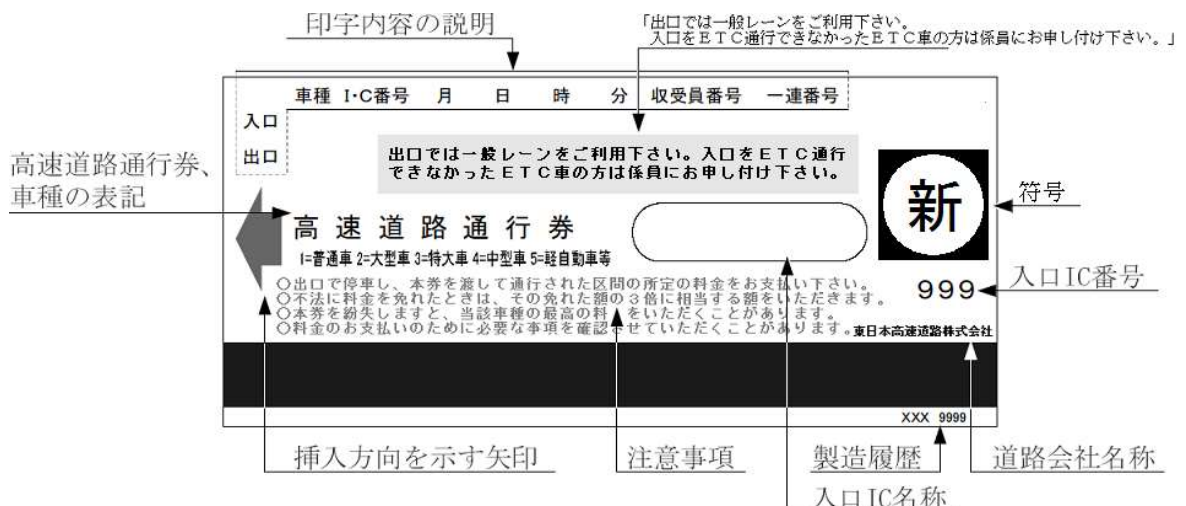 印字内容の説明
「出口では一般レーンをご利用下さい。
入口をETC通行できなかったETC車の方は係員にお申し付け下さい。」
車種 I・C番号 月 日 時 分 収受員番号 一連番号
入口
出口
出口では一般レーンをご利用下さい。入口をETC通行
できなかったETC車の方は係員にお申し付け下さい。
高速道路通行券、
車種の表記
新
符号
高速道路通行券
1=普通車 2=大型車 3=特大車 4=中型車 5=軽自動車等
○出口で停車し、本券を渡して通行された区間の所定の料金をお支払い下さい。
○不法に料金を免れたときは、その免れた額の3倍に相当する額をいただきます。
○本券を紛失しますと、当該車種の最高の料 をいただくことがあります。
○料金のお支払いのために必要な事項を確認させていただくことがあります。
999
入口IC番号
東日本高速道路株式会社
XXX 9999
挿入方向を示す矢印
注意事項
製造履歴
道路会社名称
入口IC名称